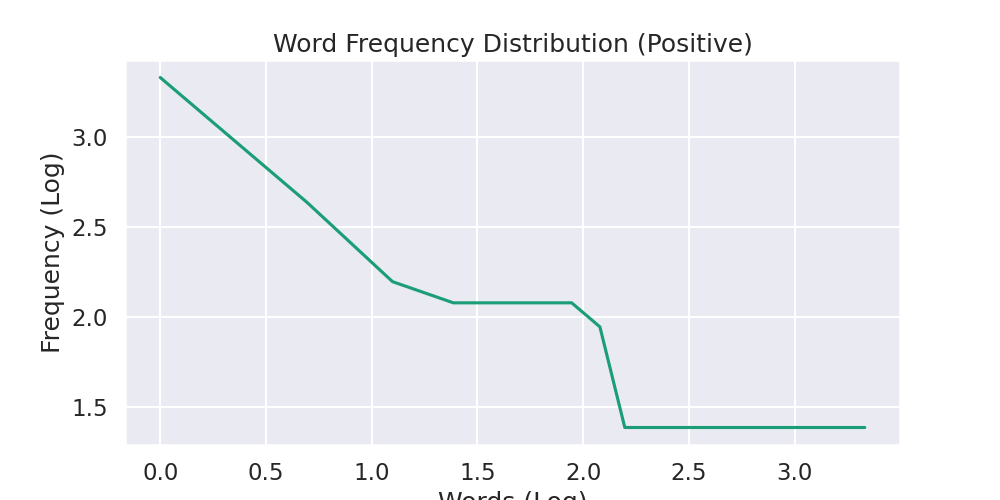 Word Frequency Distribution (Positive)
Frequency (Log)
3.0
2.5
2.0
1.5
0.0 0.5 1.0 1.5 2.0 2.5 3.0
Words (Log)